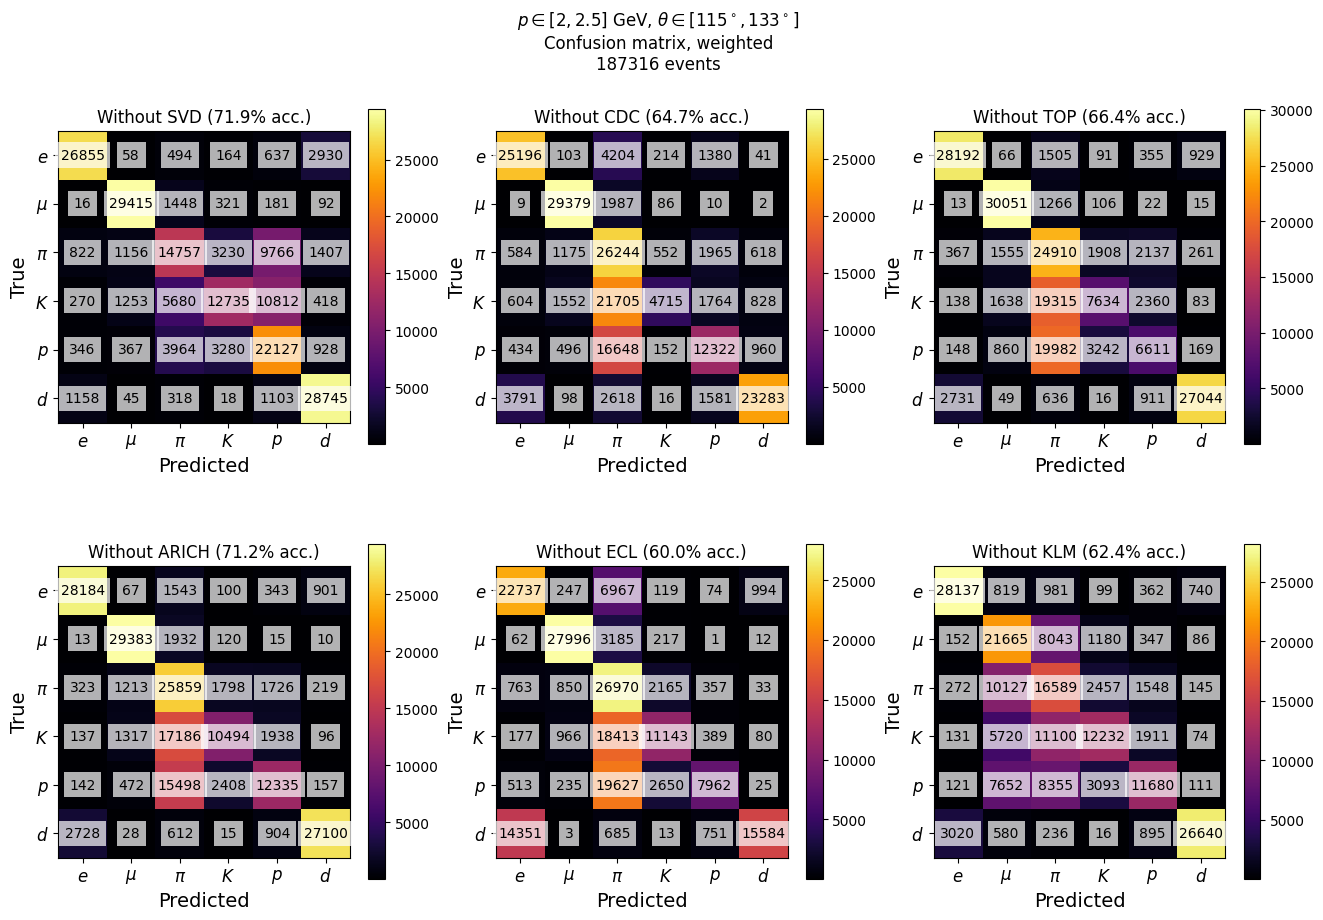 p ∈ [2, 2.5] GeV, θ ∈ [115°, 133°]
Confusion matrix, weighted
187316 events
Without SVD (71.9% acc.)
True
e 26855 58 494 164 637 2930
μ 16 29415 1448 321 181 92
π 822 1156 14757 3230 9766 1407
K 270 1253 5680 12735 10812 418
p 346 367 3964 3280 22127 928
d 1158 45 318 18 1103 28745
e μ π K p d
Predicted
25000
20000
15000
10000
5000
Without CDC (64.7% acc.)
True
e 25196 103 4204 214 1380 41
μ 9 29379 1987 86 10 2
π 584 1175 26244 552 1965 618
K 604 1552 21705 4715 1764 828
p 434 496 16648 152 12322 960
d 3791 98 2618 16 1581 23283
e μ π K p d
Predicted
25000
20000
15000
10000
5000
Without TOP (66.4% acc.)
True
e 28192 66 1505 91 355 929
μ 13 30051 1266 106 22 15
π 367 1555 24910 1908 2137 261
K 138 1638 19315 7634 2360 83
p 148 860 19982 3242 6611 169
d 2731 49 636 16 911 27044
e μ π K p d
Predicted
30000
25000
20000
15000
10000
5000
Without ARICH (71.2% acc.)
True
e 28184 67 1543 100 343 901
μ 13 29383 1932 120 15 10
π 323 1213 25859 1798 1726 219
K 137 1317 17186 10494 1938 96
p 142 472 15498 2408 12335 157
d 2728 28 612 15 904 27100
e μ π K p d
Predicted
25000
20000
15000
10000
5000
Without ECL (60.0% acc.)
True
e 22737 247 6967 119 74 994
μ 62 27996 3185 217 1 12
π 763 850 26970 2165 357 33
K 177 966 18413 11143 389 80
p 513 235 19627 2650 7962 25
d 14351 3 685 13 751 15584
e μ π K p d
Predicted
25000
20000
15000
10000
5000
Without KLM (62.4% acc.)
True
e 28137 819 981 99 362 740
μ 152 21665 8043 1180 347 86
π 272 10127 16589 2457 1548 145
K 131 5720 11100 12232 1911 74
p 121 7652 8355 3093 11680 111
d 3020 580 236 16 895 26640
e μ π K p d
Predicted
25000
20000
15000
10000
5000